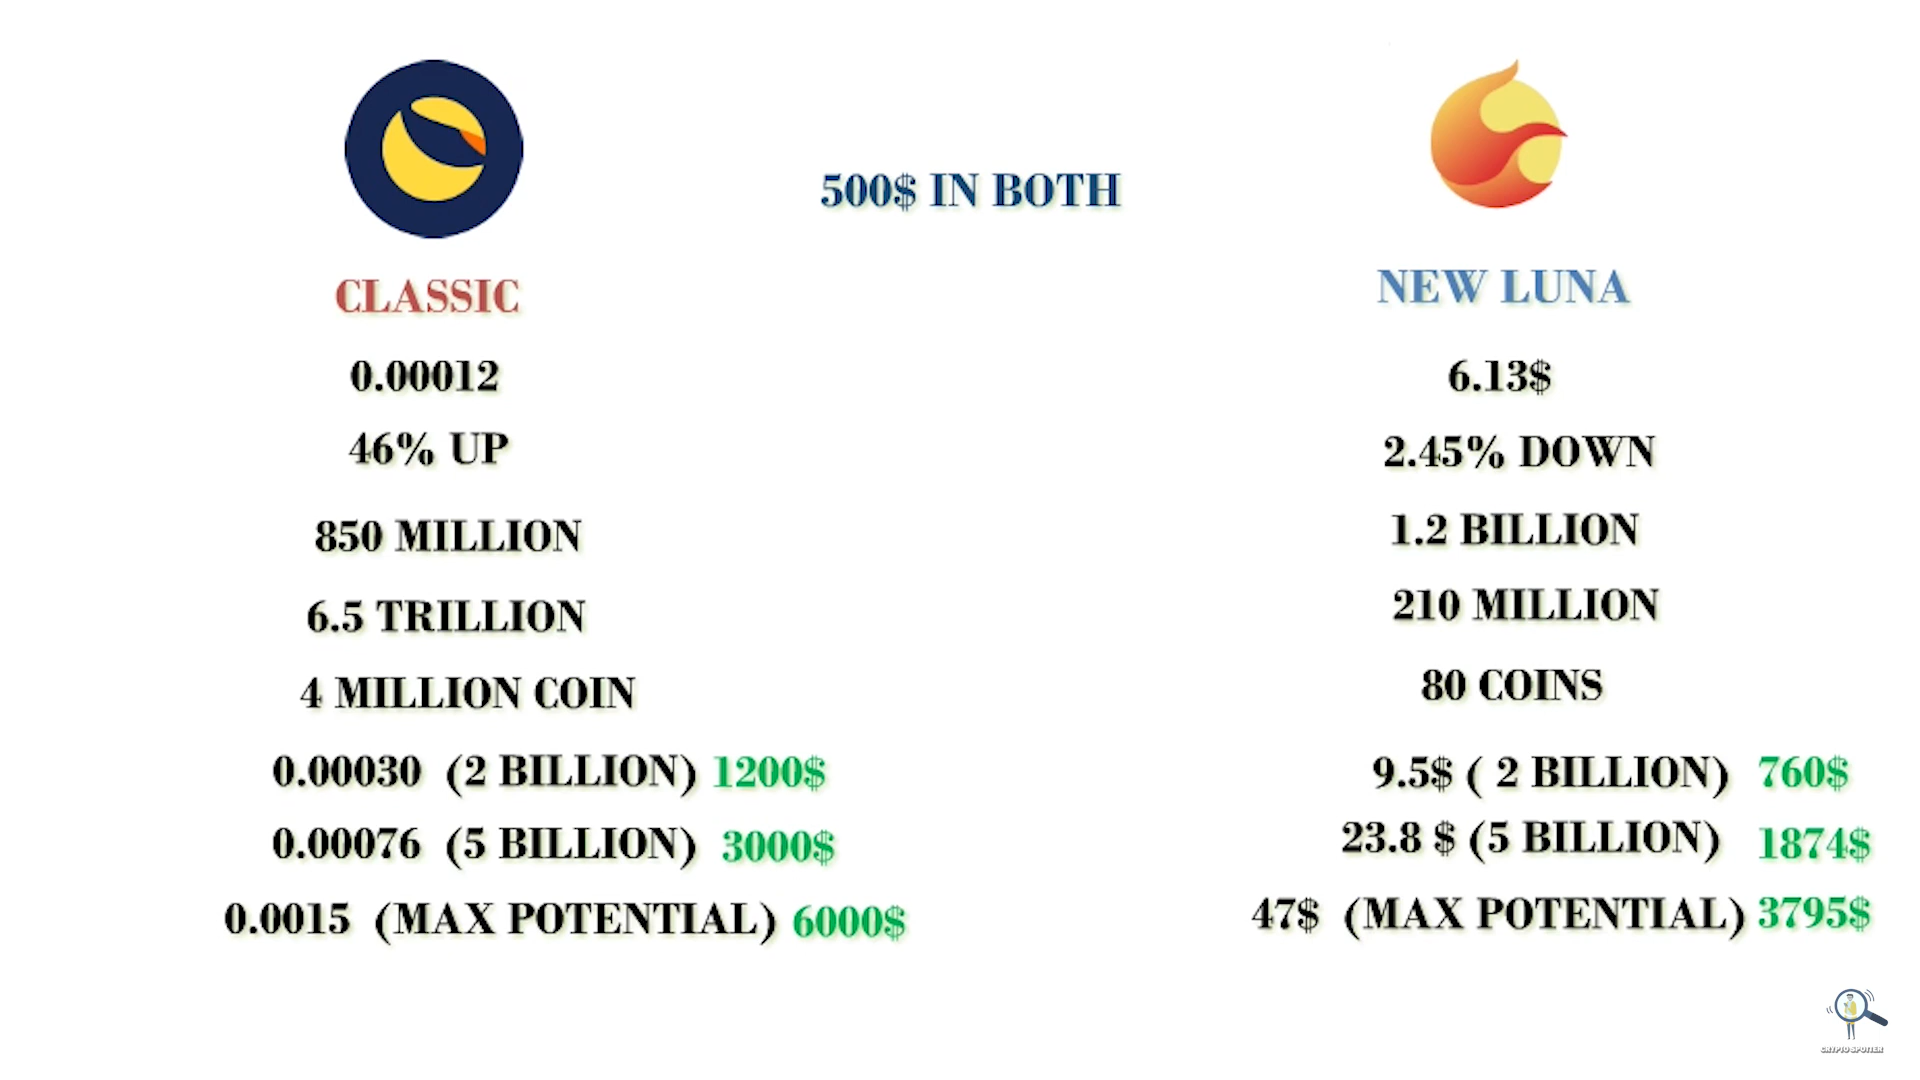 500$ IN BOTH
CLASSIC
0.00012
46% UP
850 MILLION
6.5 TRILLION
4 MILLION COIN
0.00030 (2 BILLION) 1200$
0.00076 (5 BILLION) 3000$
0.0015 (MAX POTENTIAL) 6000$
NEW LUNA
6.13$
2.45% DOWN
1.2 BILLION
210 MILLION
80 COINS
9.5$ ( 2 BILLION) 760$
23.8 $ (5 BILLION) 1874$
47$ (MAX POTENTIAL) 3795$
CRYPTO SPOTTER